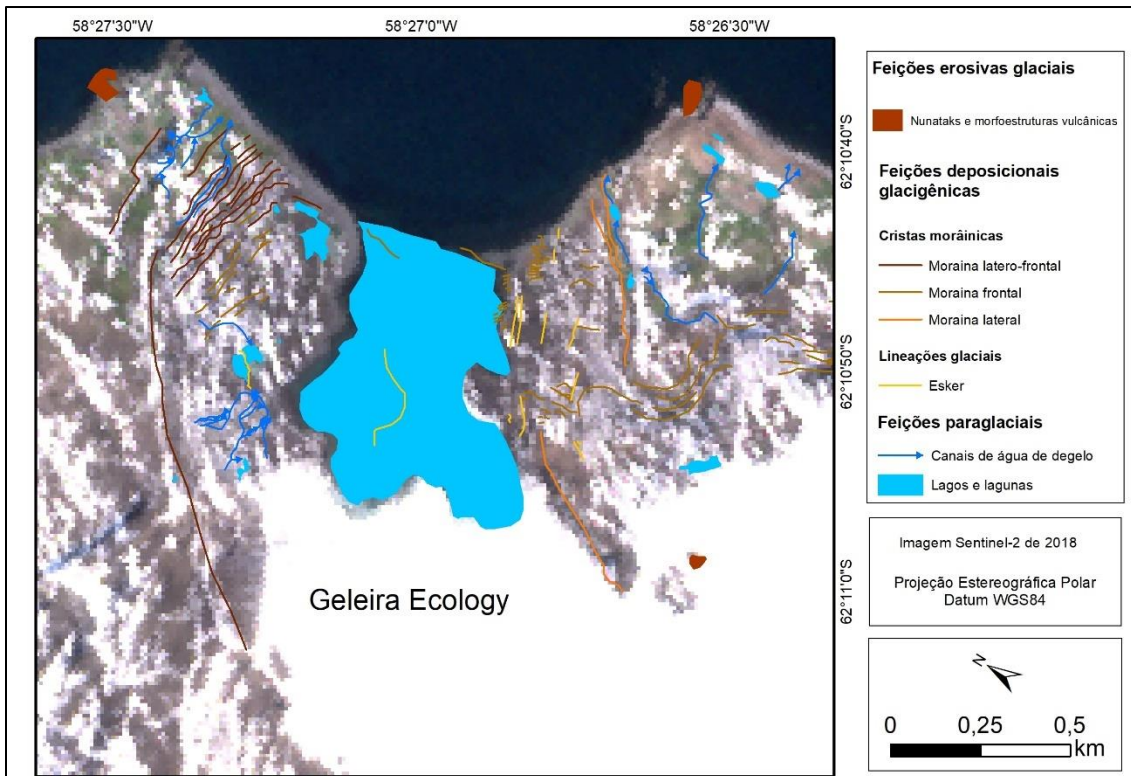 58°27'30"W
58°27'0"W
58°26'30"W
62°10'40"S
62°10'50"S
62°11'0"S
Geleira Ecology
Feições erosivas glaciais
Nunataks e morfoestruturas vulcânicas
Feições deposicionais
glacigênicas
Cristas morâinicas
Moraina latero-frontal
Moraina frontal
Moraina lateral
Lineações glaciais
Esker
Feições paraglaciais
Canais de água de degelo
Lagos e lagunas
Imagem Sentinel-2 de 2018
Projeção Estereográfica Polar
Datum WGS84
N
0 0,25 0,5
km